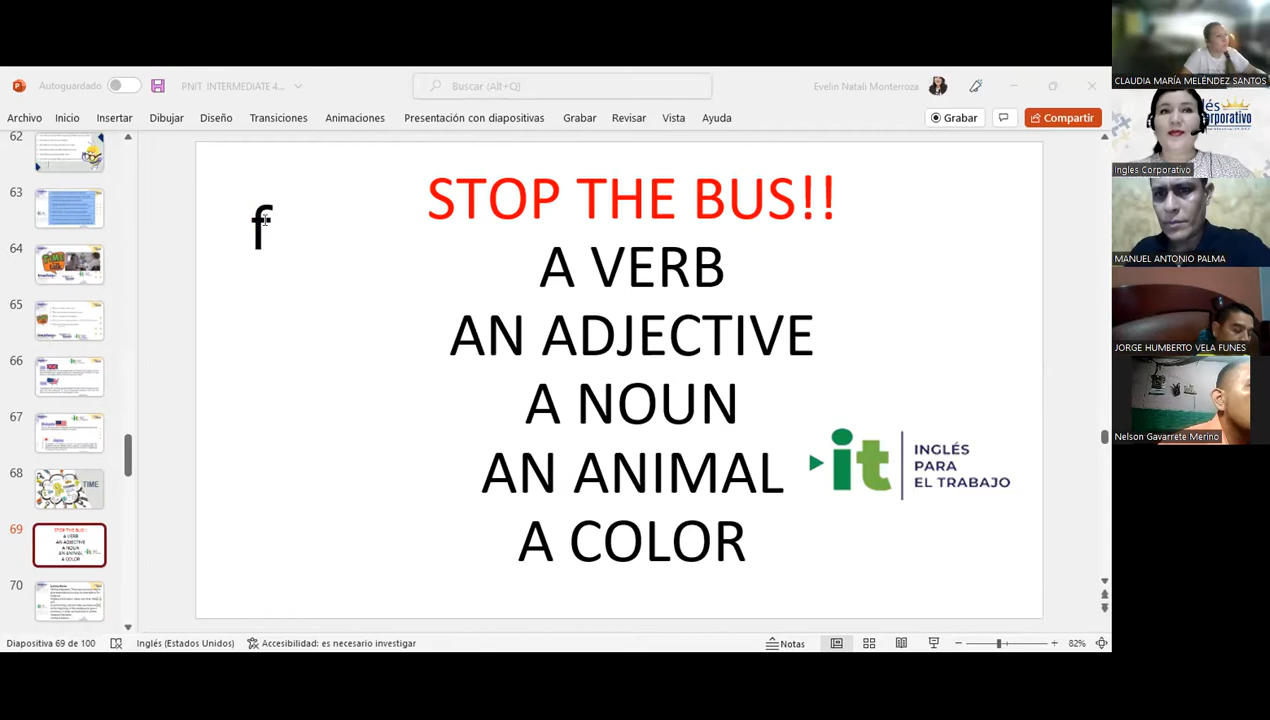 Autoguardado
PNIT INTERMEDIATE 4...
Buscar (Alt+Q)
Evelin Natali Monterroza
Archivo Inicio Insertar Dibujar Diseño Transiciones Animaciones Presentación con diapositivas Grabar Revisar Vista Ayuda
Grabar
Compartir
62
63
64
65
66
67
68
TIME
69
70
f
STOP THE BUS!!
A VERB
AN ADJECTIVE
A NOUN
AN ANIMAL
A COLOR
it
INGLÉS
PARA
EL TRABAJO
Diapositiva 69 de 100
Inglés (Estados Unidos)
Accesibilidad: es necesario investigar
Notas
82%
CLAUDIA MARÍA MELÉNDEZ SANTOS
Ingles Corporativo
MANUEL ANTONIO PALMA
JORGE HUMBERTO VELA FUNES
Nelson Gavarrete Merino